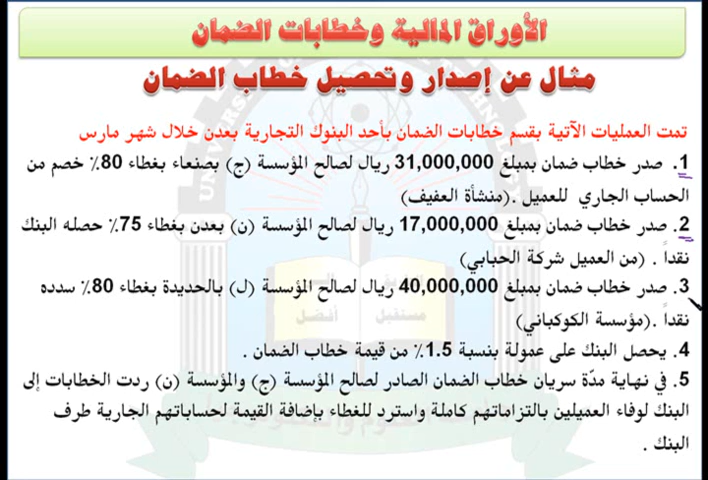 الأوراق المالية وخطابات الضمان
مثال عن إصدار وتحصيل خطاب الضمان
تمت العمليات الآتية بقسم خطابات الضمان بأحد البنوك التجارية بعدن خلال شهر مارس
1. صدر خطاب ضمان بمبلغ 31,000,000 ريال لصالح المؤسسة (ج) بصنعاء بغطاء 80٪ خصم من
الحساب الجاري للعميل .(منشأة العفيف)
2. صدر خطاب ضمان بمبلغ 17,000,000 ريال لصالح المؤسسة (ن) بعدن بغطاء 75٪ حصله البنك
نقداً . (من العميل شركة الحبابي)
3. صدر خطاب ضمان بمبلغ 40,000,000 ريال لصالح المؤسسة (ل) بالحديدة بغطاء 80٪ سدده
نقداً .(مؤسسة الكوكباني)
4. يحصل البنك على عمولة بنسبة 1.5٪ من قيمة خطاب الضمان .
5. في نهاية مدّة سريان خطاب الضمان الصادر لصالح المؤسسة (ج) والمؤسسة (ن) ردت الخطابات إلى
البنك لوفاء العميلين بالتزاماتهم كاملة واسترد للغطاء بإضافة القيمة لحساباتهم الجارية طرف
البنك .